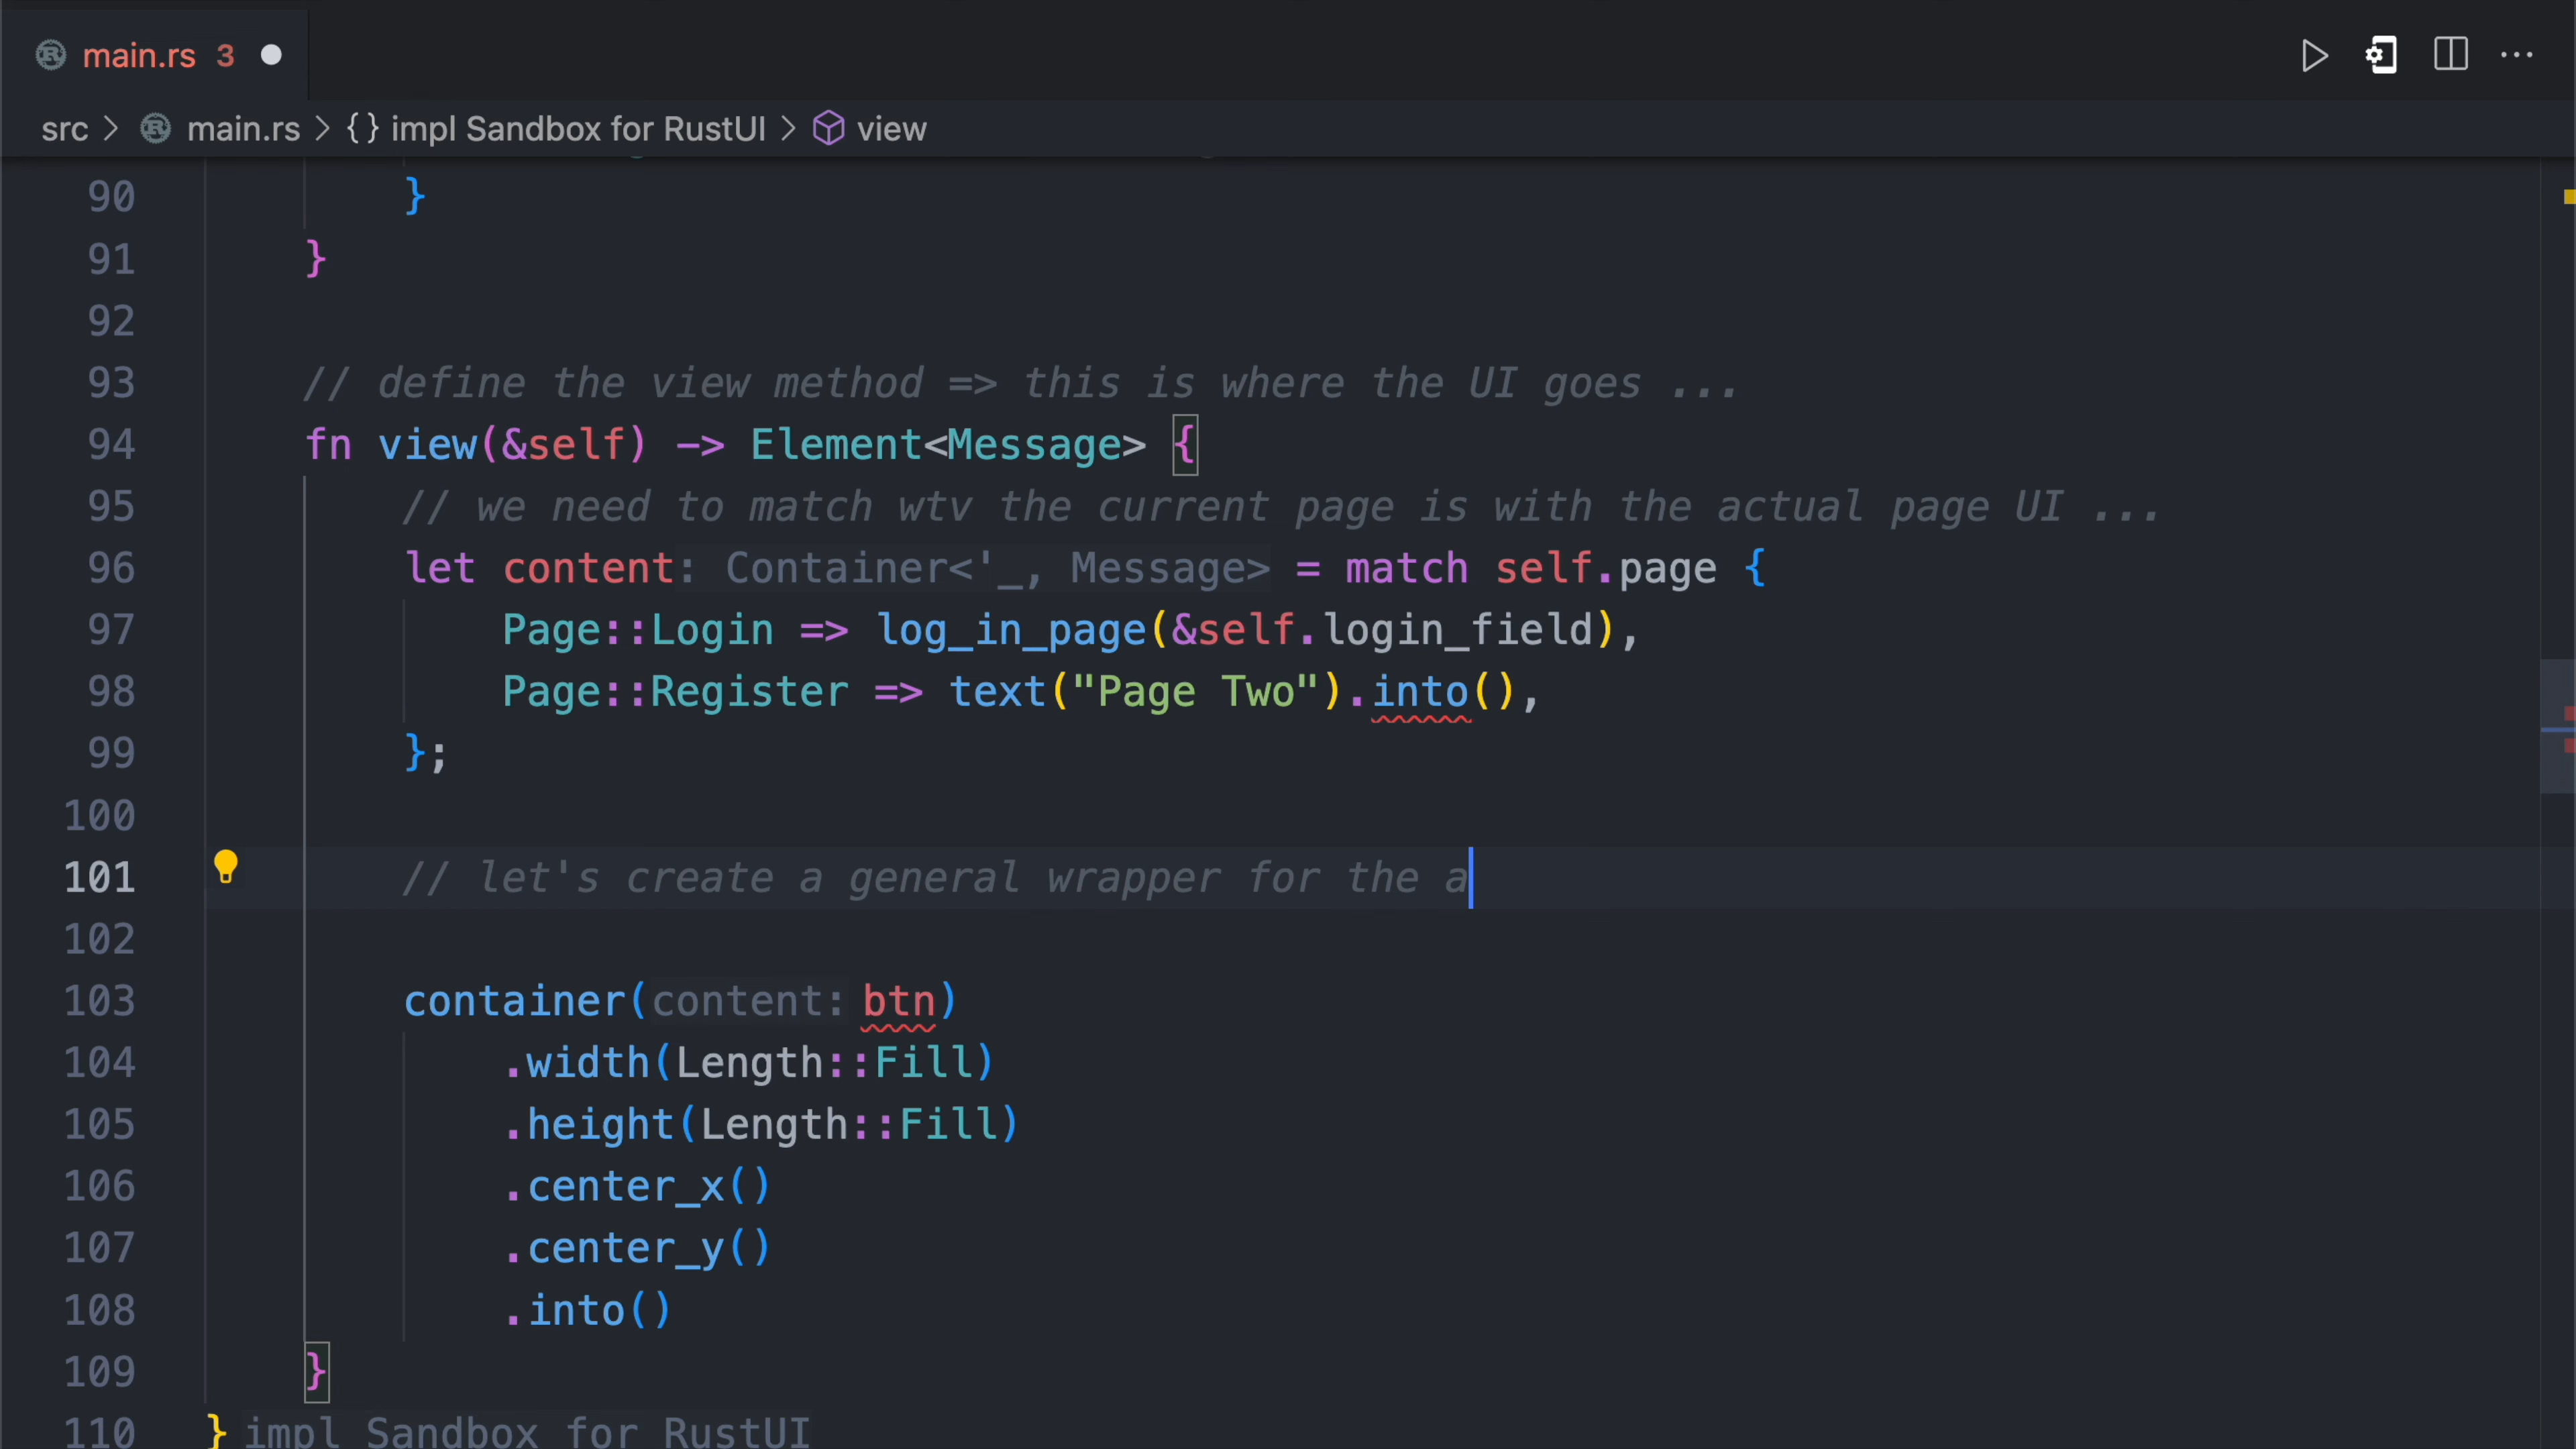 main.rs 3
src > main.rs > {} impl Sandbox for RustUI > view
90 }
91 }
92
93 // define the view method => this is where the UI goes ...
94 fn view(&self) -> Element<Message> {
95 // we need to match wtv the current page is with the actual page UI ...
96 let content: Container<'_, Message> = match self.page {
97 Page::Login => log_in_page(&self.login_field),
98 Page::Register => text("Page Two").into(),
99 };
100
101 // let's create a general wrapper for the a
102
103 container(content: btn)
104 .width(Length::Fill)
105 .height(Length::Fill)
106 .center_x()
107 .center_y()
108 .into()
109 }
110 } impl Sandbox for RustUI